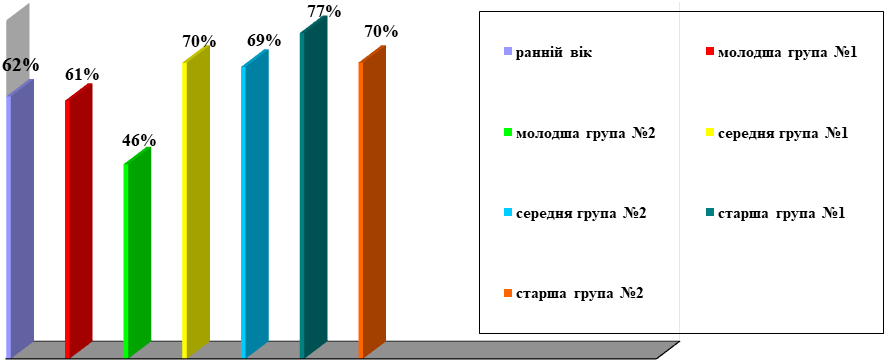 62%
61%
46%
70%
69%
77%
70%
ранній вік
молодша група №1
молодша група №2
середня група №1
середня група №2
старша група №1
старша група №2